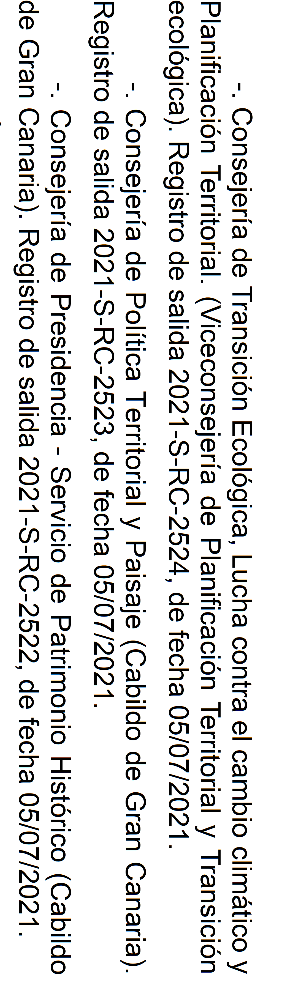 -. Consejería de Transición Ecológica, Lucha contra el cambio climático y
Planificación Territorial. (Viceconsejería de Planificación Territorial y Transición
ecológica). Registro de salida 2021-S-RC-2524, de fecha 05/07/2021.
-. Consejería de Política Territorial y Paisaje (Cabildo de Gran Canaria).
Registro de salida 2021-S-RC-2523, de fecha 05/07/2021.
-. Consejería de Presidencia - Servicio de Patrimonio Histórico (Cabildo
de Gran Canaria). Registro de salida 2021-S-RC-2522, de fecha 05/07/2021.